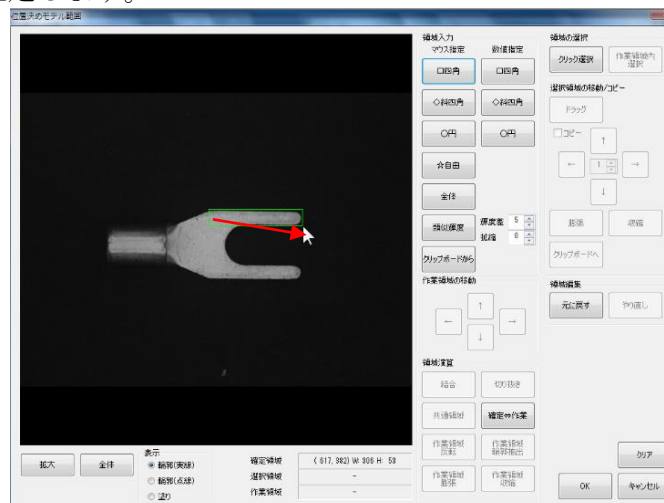 位置決めモデル範囲
領域入力
マウス指定 数値指定
□四角 □四角
◇斜四角 ◇斜四角
○円 ○円
☆自由
全体
類似輝度 輝度差 5
拡縮 0
クリップボードから
作業領域の移動
↑
← →
↓
領域演算
結合 切り抜き
共通領域 確定⇔作業
作業領域反転 作業領域輪郭抽出
作業領域膨張 作業領域収縮
領域の選択
クリック選択 作業領域内選択
選択領域の移動/コピー
ドラッグ
コピー
↑
← 1 →
↓
膨張 収縮
クリップボードへ
領域編集
元に戻す やり直し
クリア
OK キャンセル
拡大 全体
表示
輪郭(実線)
輪郭(点線)
塗り
確定領域 ( 617, 382) W: 306 H: 53
選択領域 -
作業領域 -